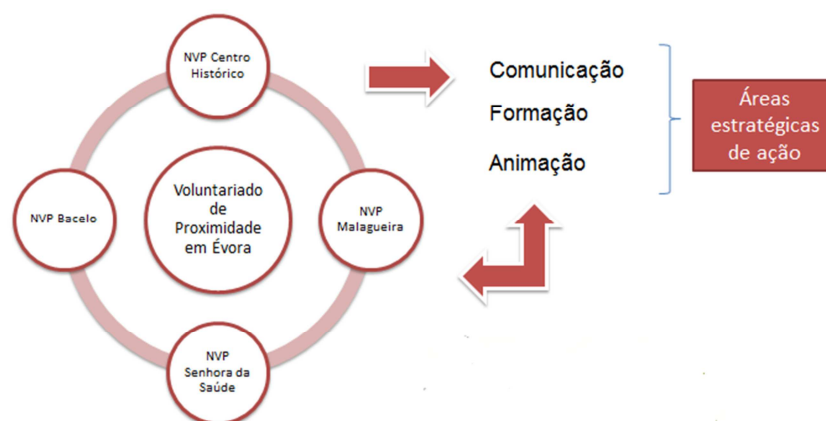 NVP Centro
Histórico
NVP Bacelo
Voluntariado
de
Proximidade
em Évora
NVP
Malagueira
NVP
Senhora da
Saúde
Comunicação
Formação
Animação
Áreas
estratégicas
de ação